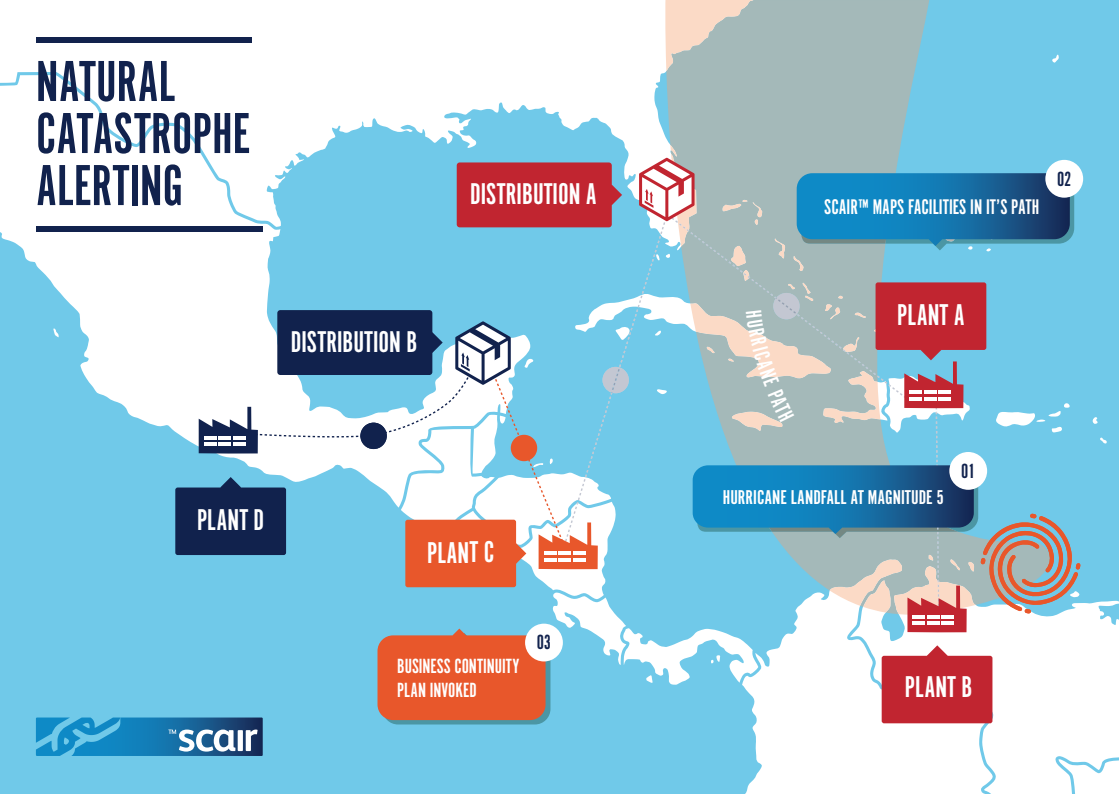 NATURAL
CATASTROPHE
ALERTING
DISTRIBUTION A
02
SCAIR™ MAPS FACILITIES IN IT'S PATH
PLANT A
DISTRIBUTION B
HURRICANE PATH
PLANT D
01
HURRICANE LANDFALL AT MAGNITUDE 5
PLANT C
03
BUSINESS CONTINUITY
PLAN INVOKED
PLANT B
™scair